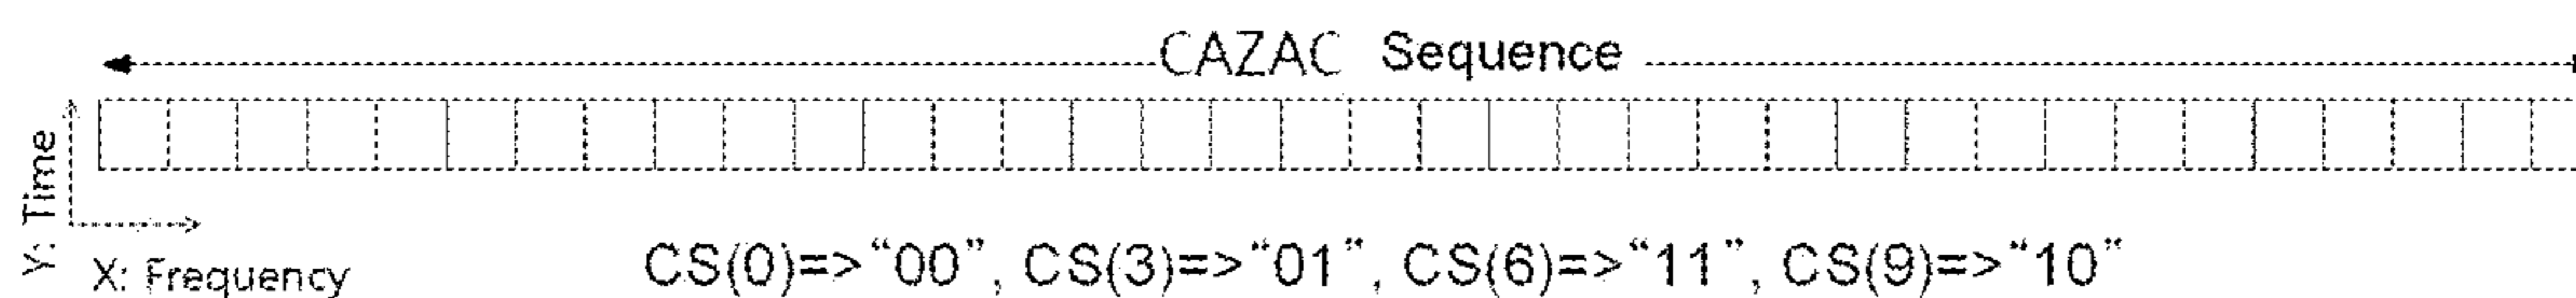 CAZAC Sequence
Y: Time
X: Frequency
CS(0)=>“00”, CS(3)=>“01”, CS(6)=>“11”, CS(9)=>“10”